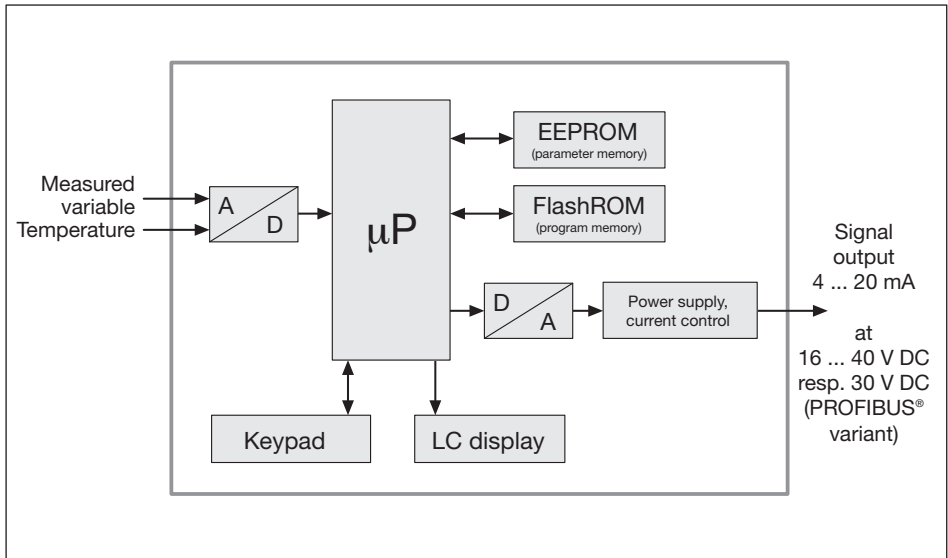 Measured
variable
Temperature
A
D
μP
EEPROM
(parameter memory)
FlashROM
(program memory)
D
A
Power supply,
current control
Keypad
LC display
Signal
output
4 ... 20 mA
at
16 ... 40 V DC
resp. 30 V DC
(PROFIBUS®
variant)